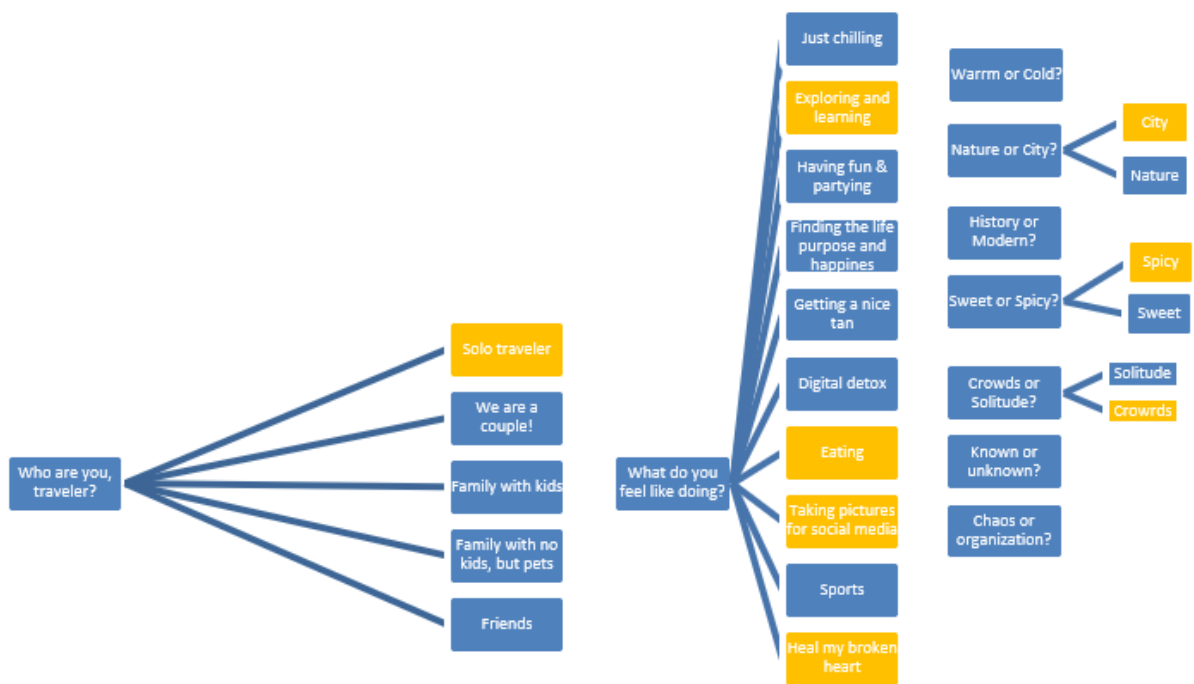 Who are you,
traveler?
Solo traveler
We are a
couple!
Family with kids
Family with no
kids, but pets
Friends
What do you
feel like doing?
Just chilling
Exploring and
learning
Having fun &
partying
Finding the life
purpose and
happines
Getting a nice
tan
Digital detox
Eating
Taking pictures
for social media
Sports
Heal my broken
heart
Warrm or Cold?
Nature or City?
City
Nature
History or
Modern?
Sweet or Spicy?
Spicy
Sweet
Crowds or
Solitude?
Solitude
Crowrds
Known or
unknown?
Chaos or
organization?